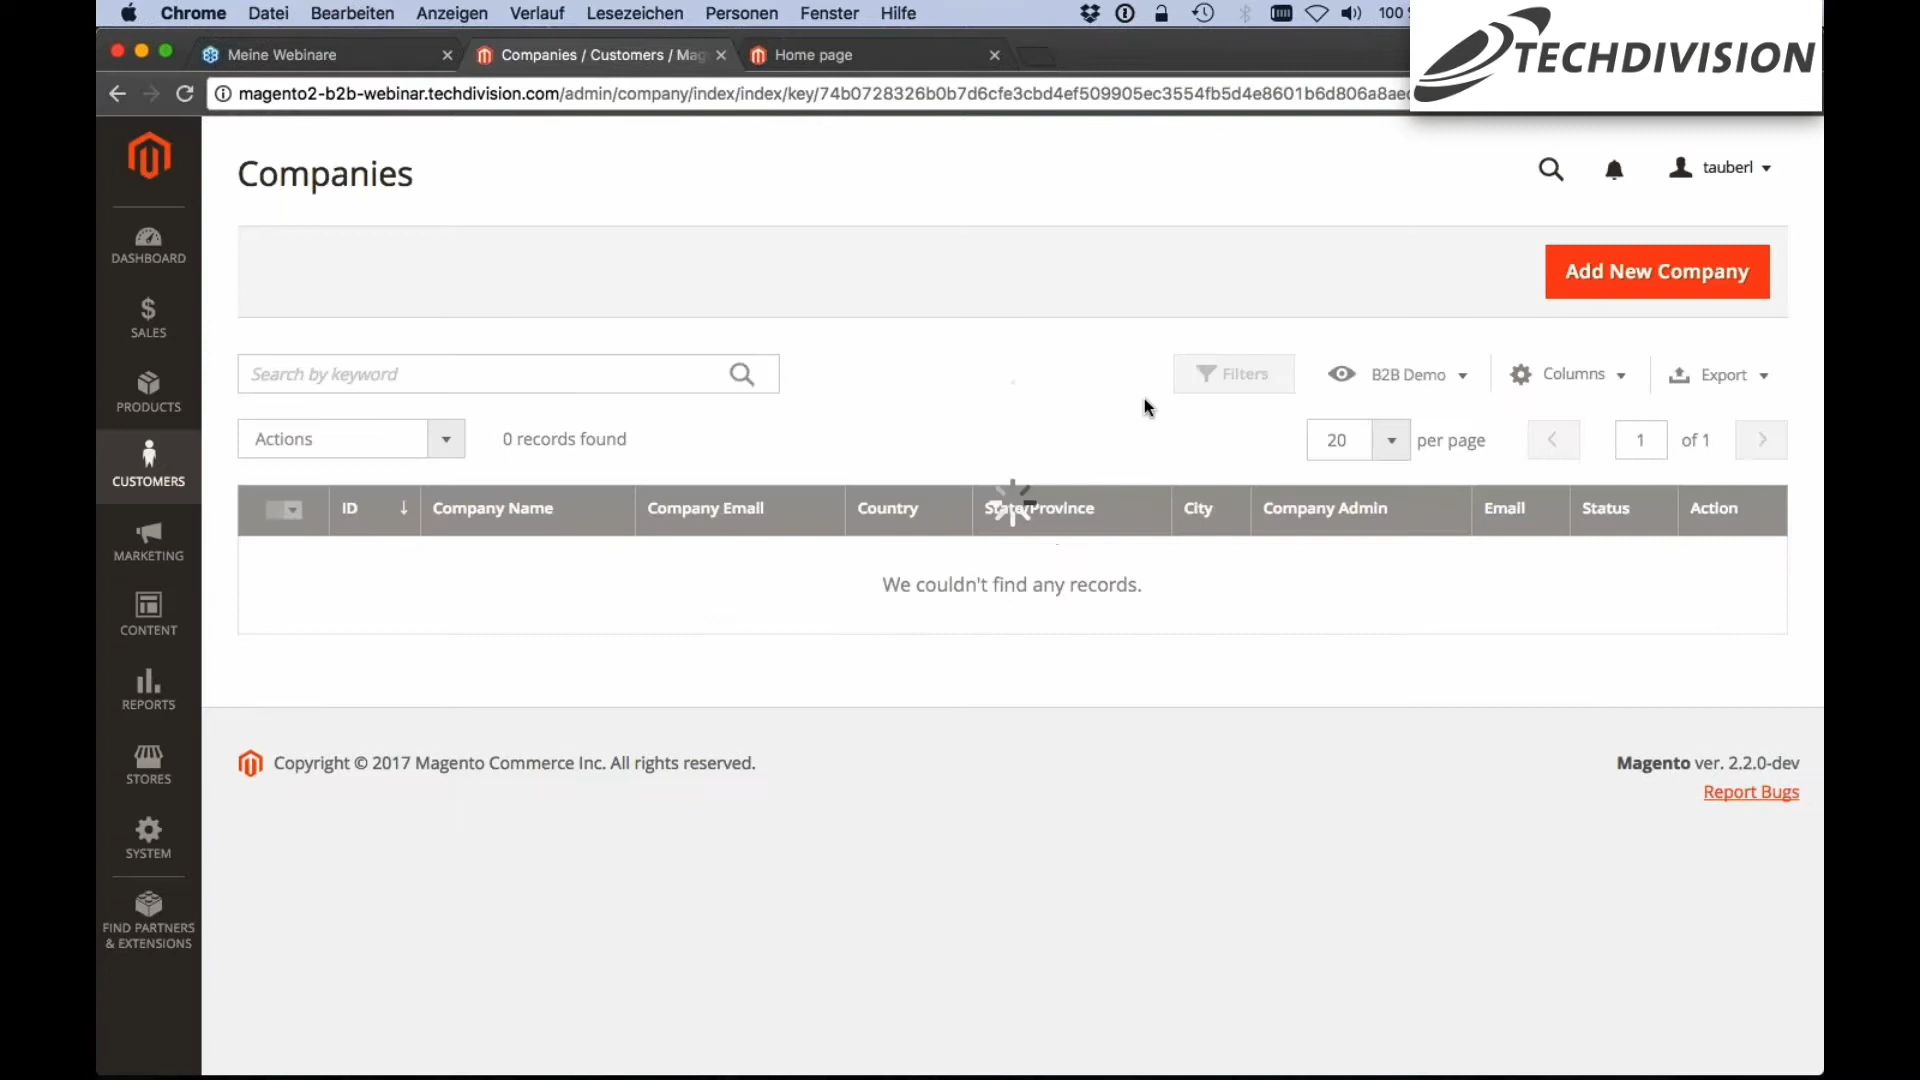 Chrome Datei Bearbeiten Anzeigen Verlauf Lesezeichen Personen Fenster Hilfe 100
TECHDIVISION
Meine Webinare
Companies / Customers / Mag
Home page
magento2-b2b-webinar.techdivision.com/admin/company/index/index/key/74b0728326b0b7d6cfe3cbd4ef509905ec3554fb5d4e8601b6d806a8aec
Companies
tauberl
DASHBOARD
SALES
PRODUCTS
CUSTOMERS
MARKETING
CONTENT
REPORTS
STORES
SYSTEM
FIND PARTNERS
& EXTENSIONS
Add New Company
Search by keyword
Filters
B2B Demo
Columns
Export
Actions
0 records found
20 per page
1 of 1
ID Company Name Company Email Country State/Province City Company Admin Email Status Action
We couldn't find any records.
Copyright © 2017 Magento Commerce Inc. All rights reserved.
Magento ver. 2.2.0-dev
Report Bugs